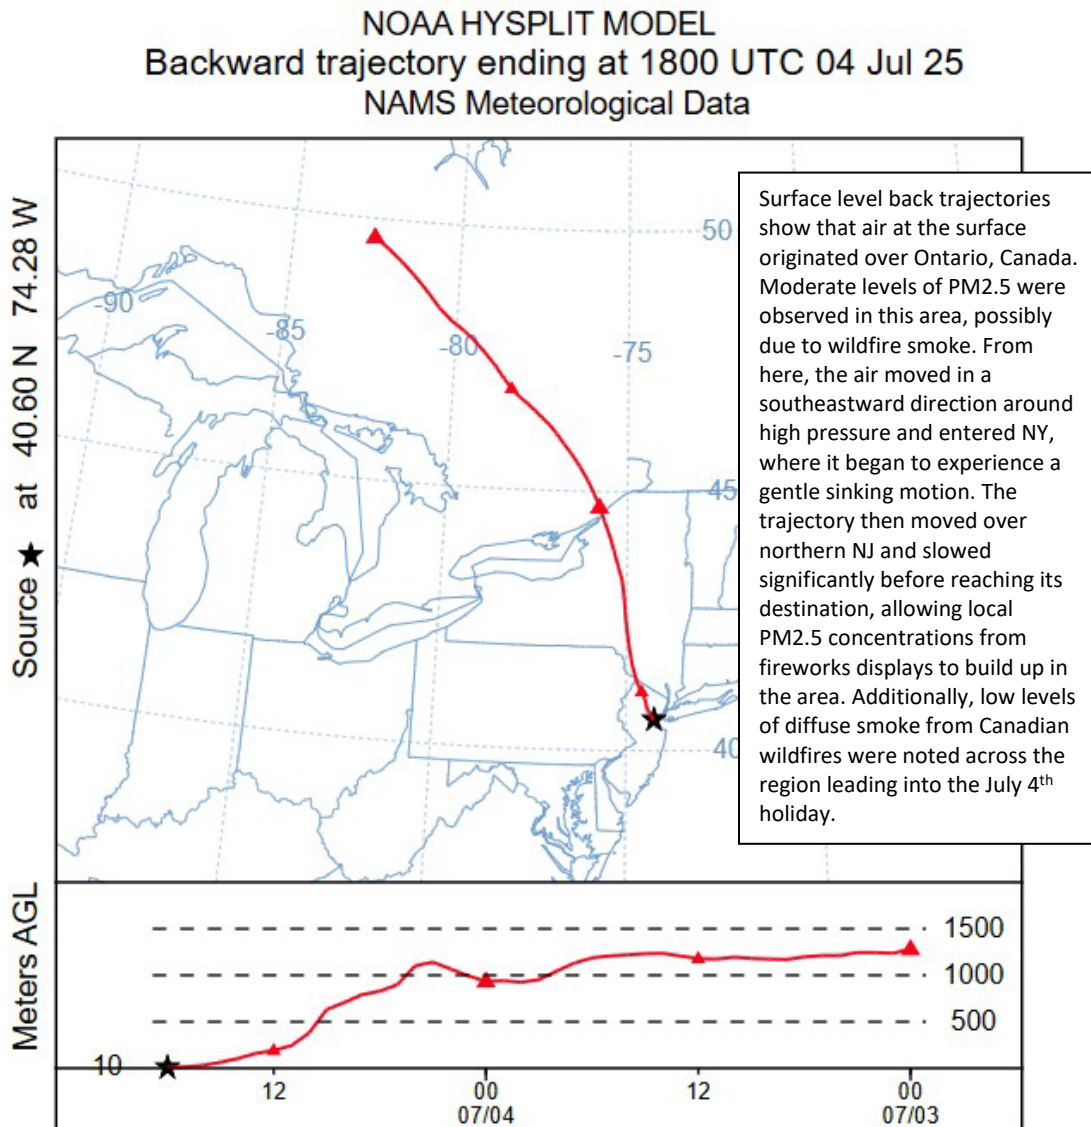 NOAA HYSPLIT MODEL
Backward trajectory ending at 1800 UTC 04 Jul 25
NAMS Meteorological Data
Source ★ at 40.60 N 74.28 W
50
-90
-85
-80
-75
45
40
Surface level back trajectories
show that air at the surface
originated over Ontario, Canada.
Moderate levels of PM2.5 were
observed in this area, possibly
due to wildfire smoke. From
here, the air moved in a
southeastward direction around
high pressure and entered NY,
where it began to experience a
gentle sinking motion. The
trajectory then moved over
northern NJ and slowed
significantly before reaching its
destination, allowing local
PM2.5 concentrations from
fireworks displays to build up in
the area. Additionally, low levels
of diffuse smoke from Canadian
wildfires were noted across the
region leading into the July 4th
holiday.
Meters AGL
1500
1000
500
10
12 00 12 00
07/04 07/03